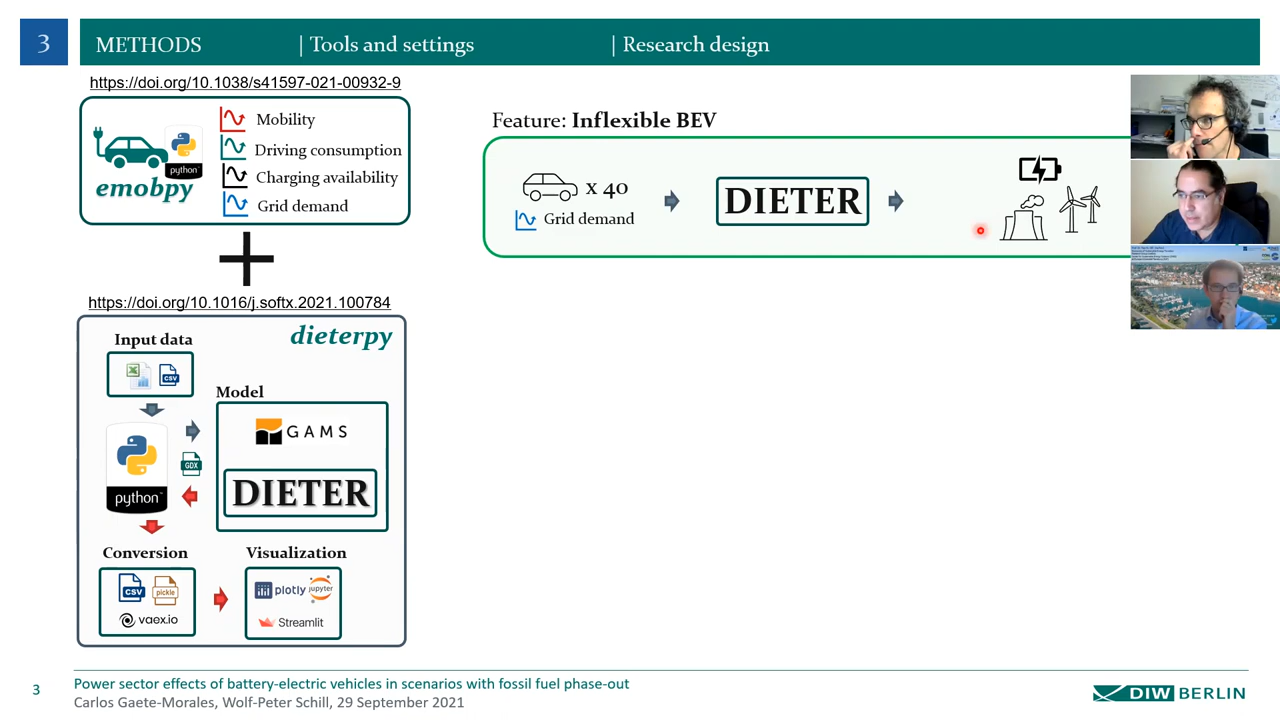 3
METHODS
| Tools and settings
| Research design
https://doi.org/10.1038/s41597-021-00932-9
emobpy
python
Mobility
Driving consumption
Charging availability
Grid demand
https://doi.org/10.1016/j.softx.2021.100784
dieterpy
Input data
CSV
Model
GAMS
DIETER
GDX
python
Conversion
CSV
pickle
vaex.io
Visualization
plotly
jupyter
Streamlit
Feature: Inflexible BEV
x 40
Grid demand
DIETER
3
Power sector effects of battery-electric vehicles in scenarios with fossil fuel phase-out
Carlos Gaete-Morales, Wolf-Peter Schill, 29 September 2021
DIW BERLIN